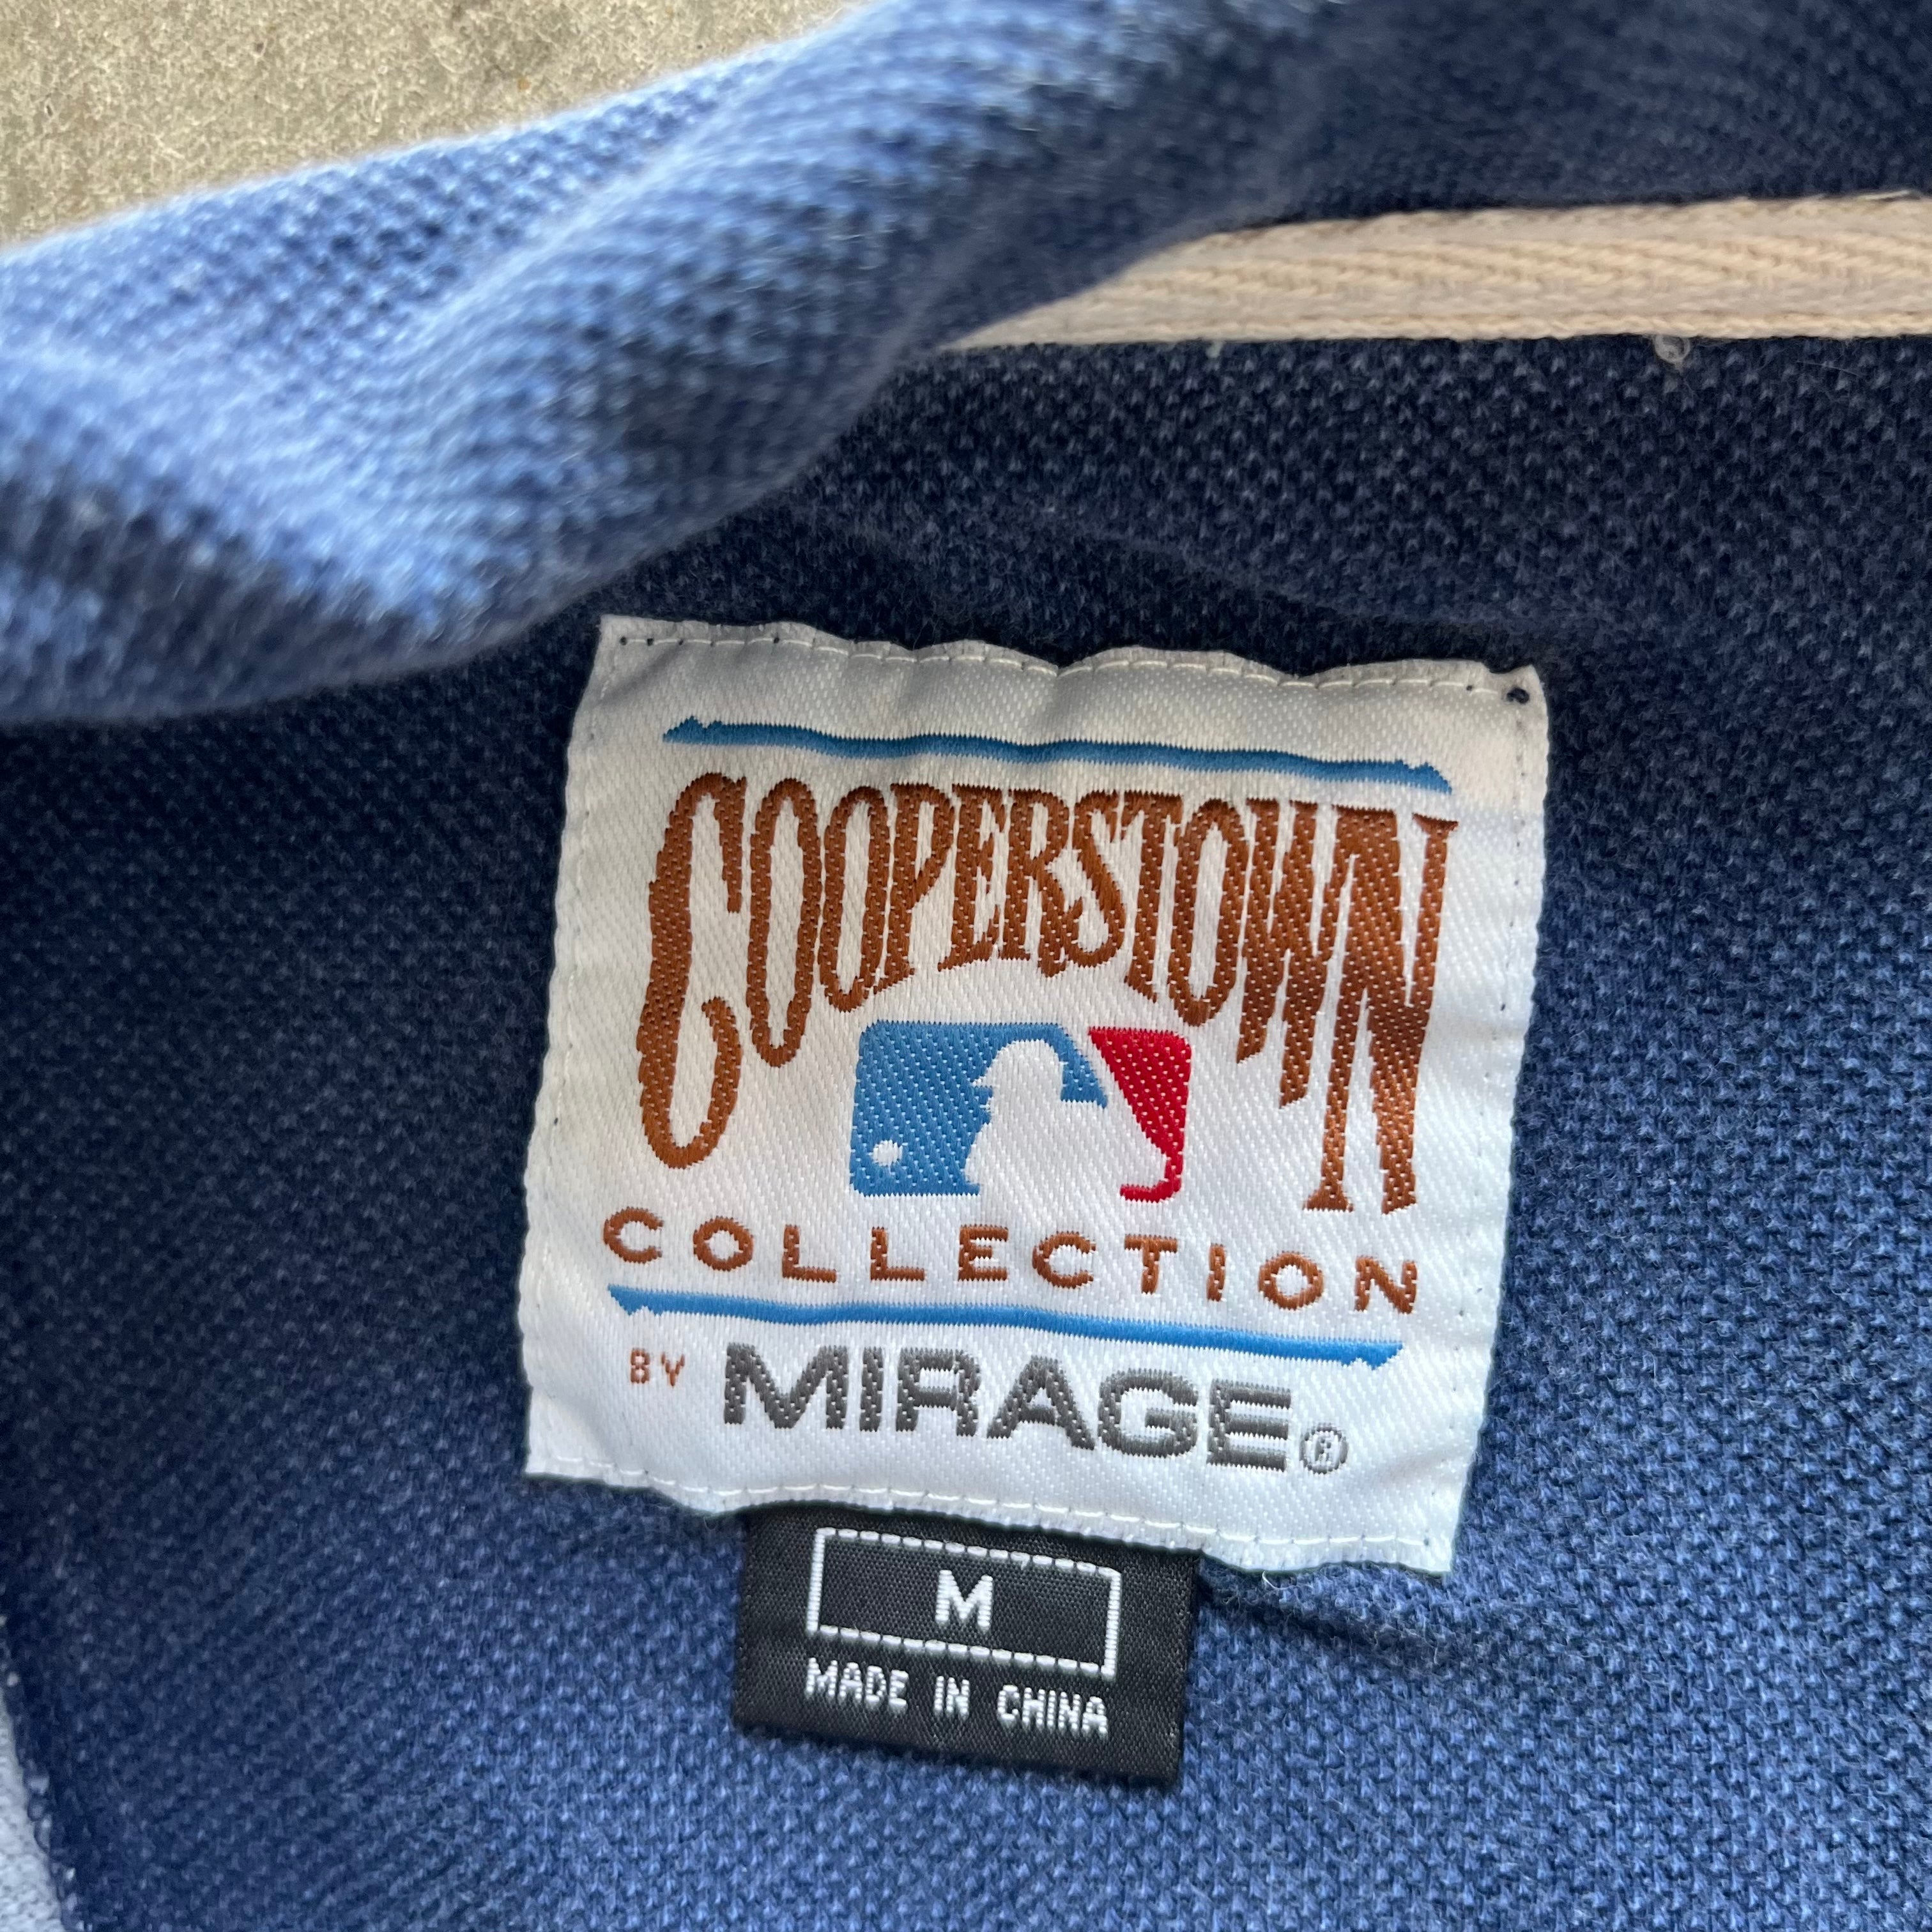 COOPERSTOWN
COLLECTION
BY MIRAGE®
M
MADE IN CHINA